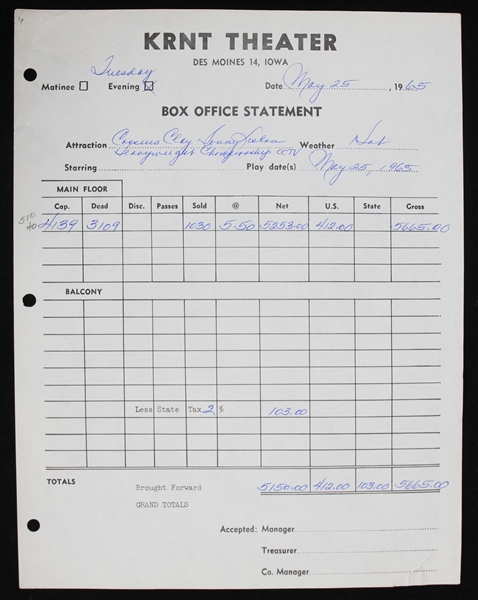 KRNT THEATER
DES MOINES 14, IOWA
Tuesday
Matinee Evening Date May 25, 1965
BOX OFFICE STATEMENT
Attraction Cassius Clay Sonny Liston Weather Hot
Heavyweight Championship CCTV
Starring Play date(s) May 25, 1965
MAIN FLOOR
Cap. Dead Disc. Passes Sold @ Net U.S. State Gross
4139 3109 1030 5.50 5253.00 412.00 5665.00
BALCONY
Less State Tax 2 % 103.00
TOTALS Brought Forward 5150.00 412.00 103.00 5665.00
GRAND TOTALS
Accepted: Manager
Treasurer
Co. Manager